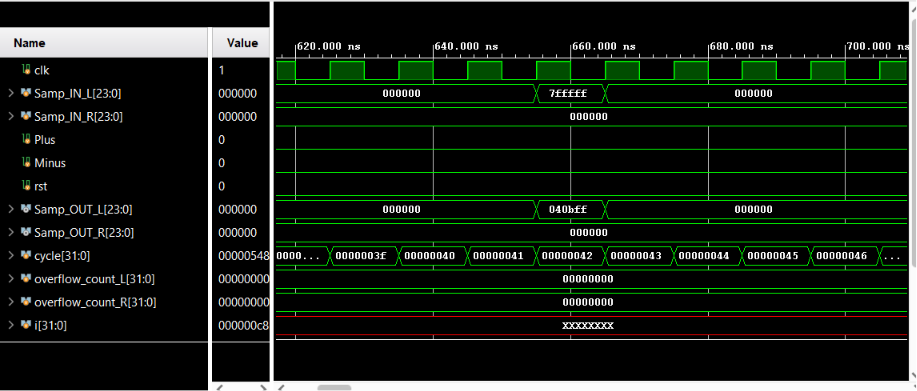 Name Value
620.000 ns 640.000 ns 660.000 ns 680.000 ns 700.000 ns
clk 1
Samp_IN_L[23:0] 000000 000000 7fffff 000000
Samp_IN_R[23:0] 000000 000000
Plus 0
Minus 0
rst 0
Samp_OUT_L[23:0] 000000 000000 040bff 000000
Samp_OUT_R[23:0] 000000 000000
cycle[31:0] 00000548 0000... 0000003f 00000040 00000041 00000042 00000043 00000044 00000045 00000046 ...
overflow_count_L[31:0] 00000000 00000000
overflow_count_R[31:0] 00000000 00000000
i[31:0] 000000c8 XXXXXXXX